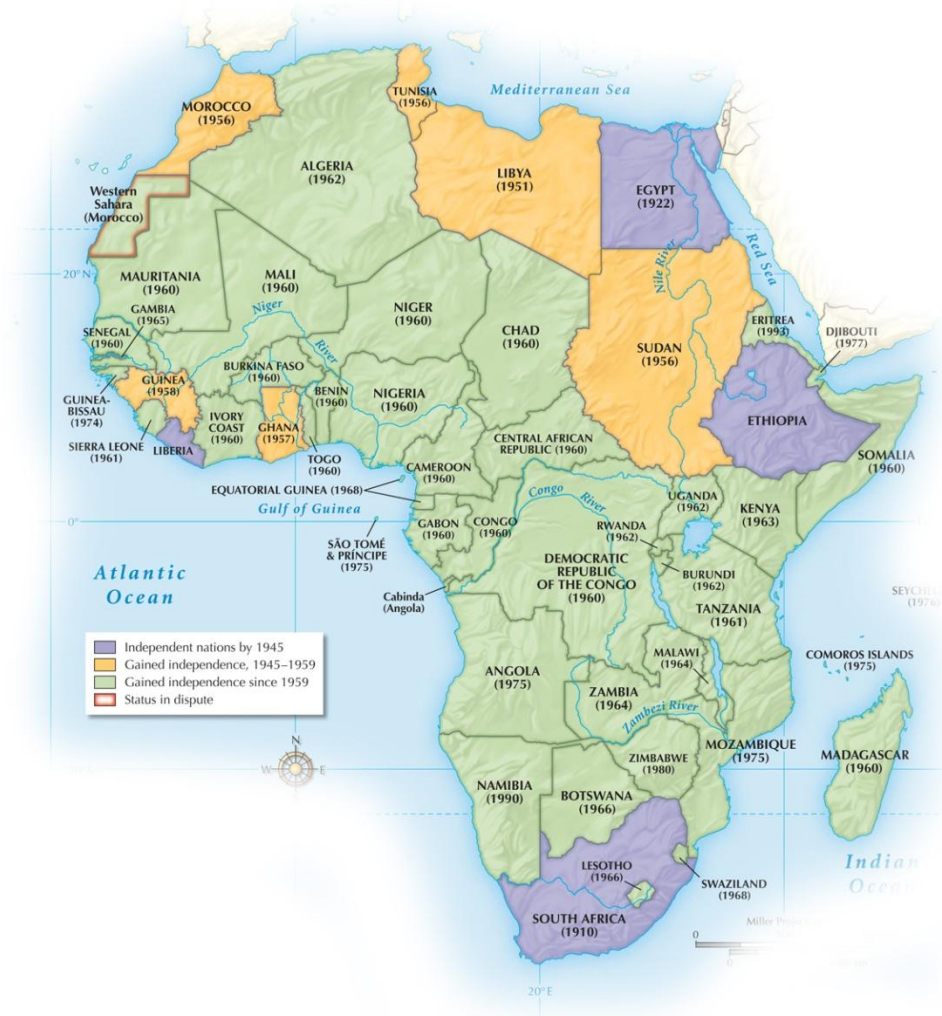 MOROCCO
(1956)
TUNISIA
(1956)
Mediterranean Sea
ALGERIA
(1962)
LIBYA
(1951)
EGYPT
(1922)
Western
Sahara
(Morocco)
Nile River
Red Sea
20°N
MAURITANIA
(1960)
MALI
(1960)
NIGER
(1960)
CHAD
(1960)
SUDAN
(1956)
ERITREA
(1993)
DJIBOUTI
(1977)
GAMBIA
(1965)
SENEGAL
(1960)
Niger
River
BURKINA FASO
(1960)
GUINEA
(1958)
GUINEA-
BISSAU
(1974)
BENIN
(1960)
NIGERIA
(1960)
IVORY
COAST
(1960)
GHANA
(1957)
ETHIOPIA
SIERRA LEONE
(1961)
LIBERIA
TOGO
(1960)
CENTRAL AFRICAN
REPUBLIC (1960)
SOMALIA
(1960)
CAMEROON
(1960)
EQUATORIAL GUINEA (1968)
Gulf of Guinea
0°
Congo
River
UGANDA
(1962)
KENYA
(1963)
GABON
(1960)
CONGO
(1960)
RWANDA
(1962)
SÃO TOMÉ
& PRÍNCIPE
(1975)
DEMOCRATIC
REPUBLIC
OF THE CONGO
(1960)
BURUNDI
(1962)
Atlantic
Ocean
Cabinda
(Angola)
TANZANIA
(1961)
SEYCHE
(1976)
Independent nations by 1945
Gained independence, 1945–1959
Gained independence since 1959
Status in dispute
MALAWI
(1964)
COMOROS ISLANDS
(1975)
ANGOLA
(1975)
ZAMBIA
(1964)
Zambezi River
N
W
E
MOZAMBIQUE
(1975)
ZIMBABWE
(1980)
MADAGASCAR
(1960)
NAMIBIA
(1990)
BOTSWANA
(1966)
LESOTHO
(1966)
SWAZILAND
(1968)
Indian
Ocean
SOUTH AFRICA
(1910)
Miller
0
0
20°E